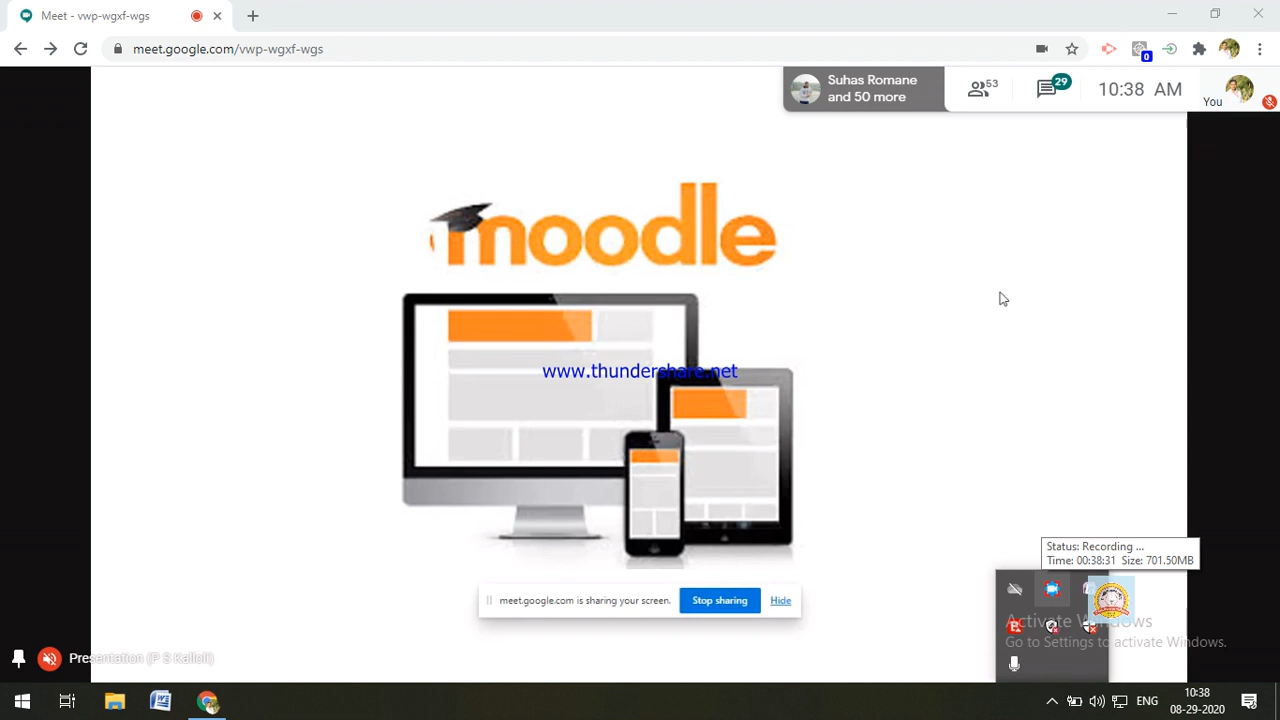 Meet - vwp-wgxf-wgs
meet.google.com/vwp-wgxf-wgs
0
Suhas Romane
and 50 more
53
29
10:38 AM
You
moodle
www.thundershare.net
Status: Recording ...
Time: 00:38:31 Size: 701.50MB
meet.google.com is sharing your screen.
Stop sharing
Hide
Activate Windows
Go to Settings to activate Windows.
Presentation (P S Kalloli)
ENG
10:38
08-29-2020